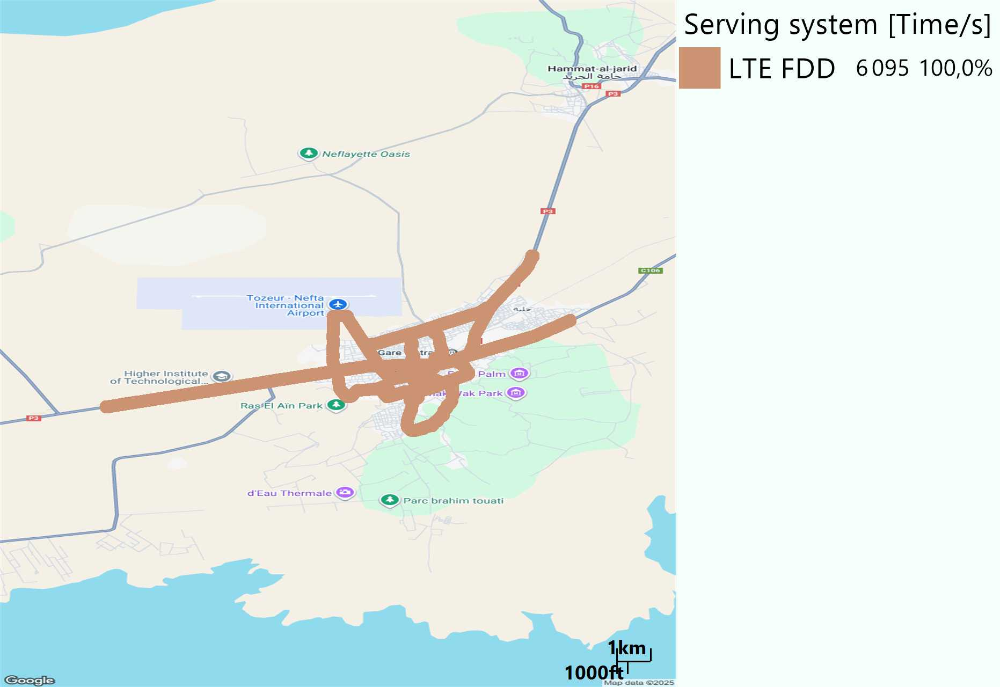 Serving system [Time/s]
LTE FDD 6 095 100,0%
Hammat-al-jarid
حامة الجريد
P16
P3
Neflayette Oasis
P3
C106
Tozeur - Nefta
International
Airport
حلبة
Gare
Palm
Higher Institute
of Technological...
Park
Ras El Aïn Park
P3
d'Eau Thermale
Parc brahim touati
1km
1000ft
Google
Map data ©2025